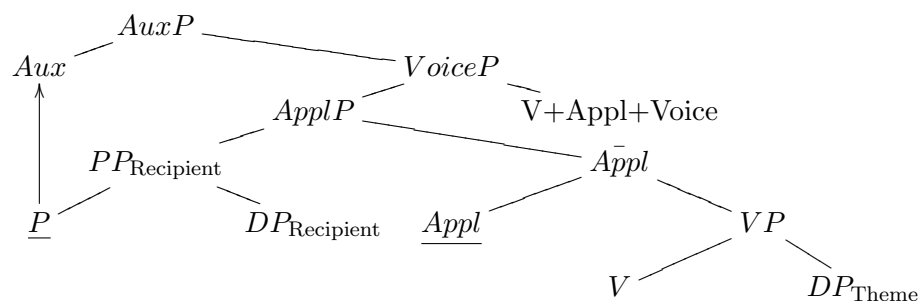 AuxP
Aux VoiceP
ApplP V+Appl+Voice
PP_Recipient Appl̄
P DP_Recipient Appl VP
V DP_Theme